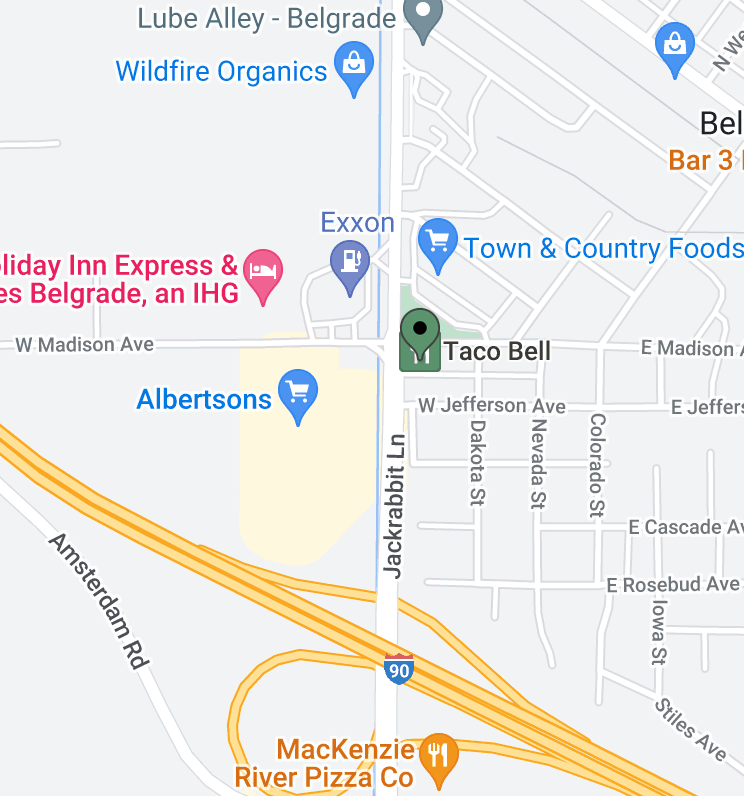 Lube Alley - Belgrade
Wildfire Organics
N We
Bel
Bar 3
Exxon
Town & Country Foods
liday Inn Express &
es Belgrade, an IHG
W Madison Ave
Taco Bell
E Madison A
Albertsons
W Jefferson Ave
E Jeffers
Jackrabbit Ln
Dakota St
Nevada St
Colorado St
E Cascade Av
Amsterdam Rd
E Rosebud Ave
Iowa St
90
Stiles Ave
MacKenzie
River Pizza Co